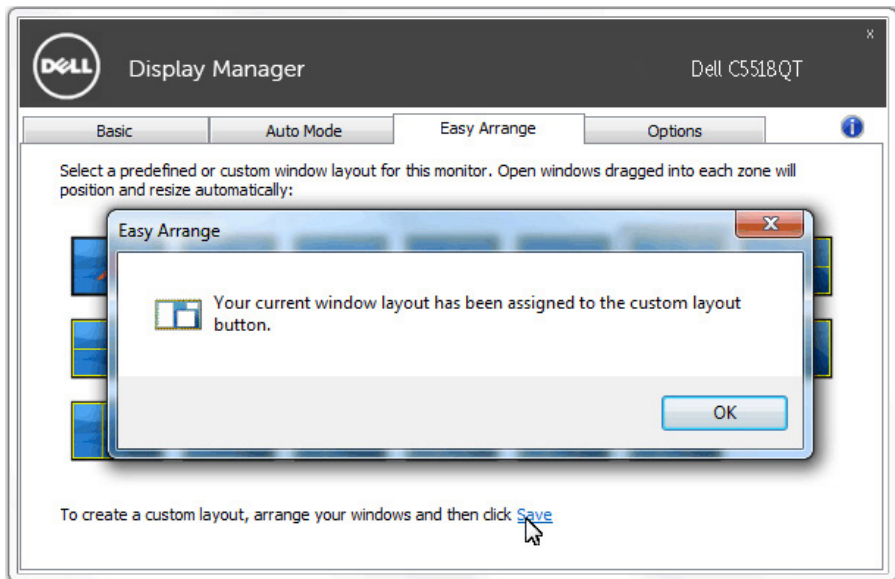 DELL
Display Manager
Dell C5518QT
x
Basic
Auto Mode
Easy Arrange
Options
i
Select a predefined or custom window layout for this monitor. Open windows dragged into each zone will
position and resize automatically:
Easy Arrange
x
Your current window layout has been assigned to the custom layout
button.
OK
To create a custom layout, arrange your windows and then click Save